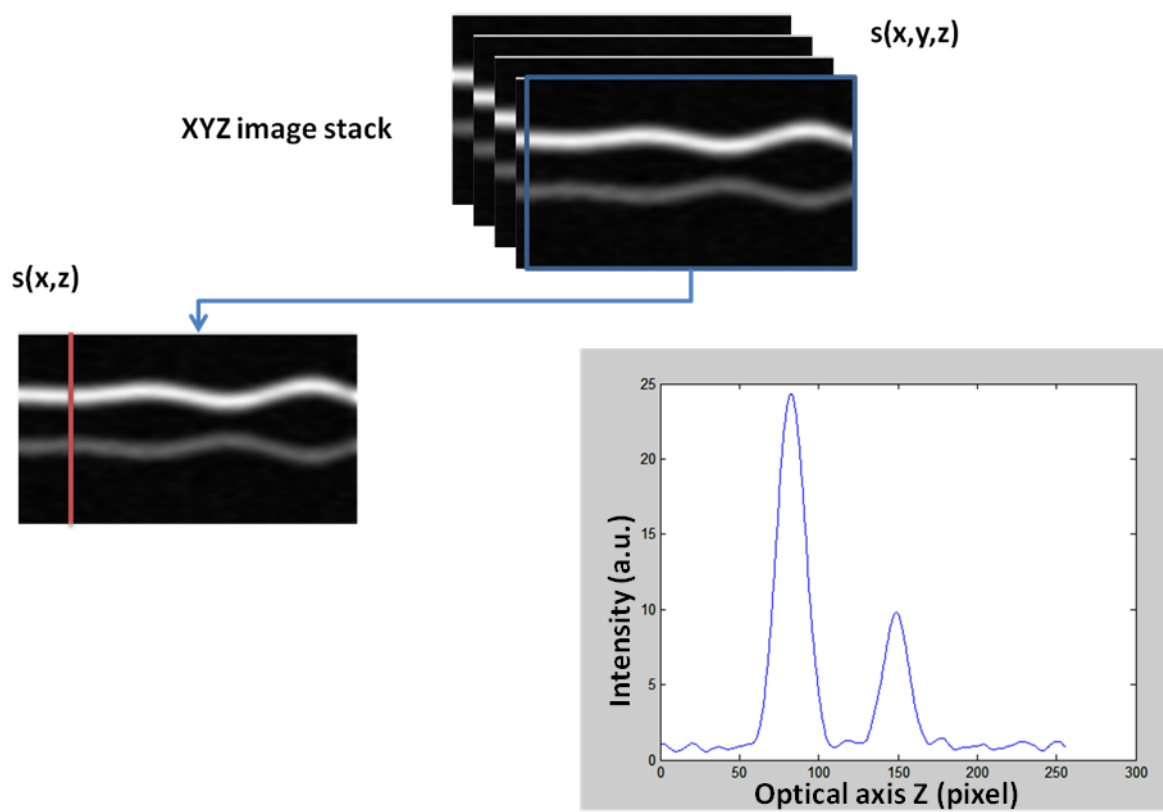 s(x,y,z)
XYZ image stack
s(x,z)
25
20
15
10
5
0
Intensity (a.u.)
0 50 100 150 200 250 300
Optical axis Z (pixel)